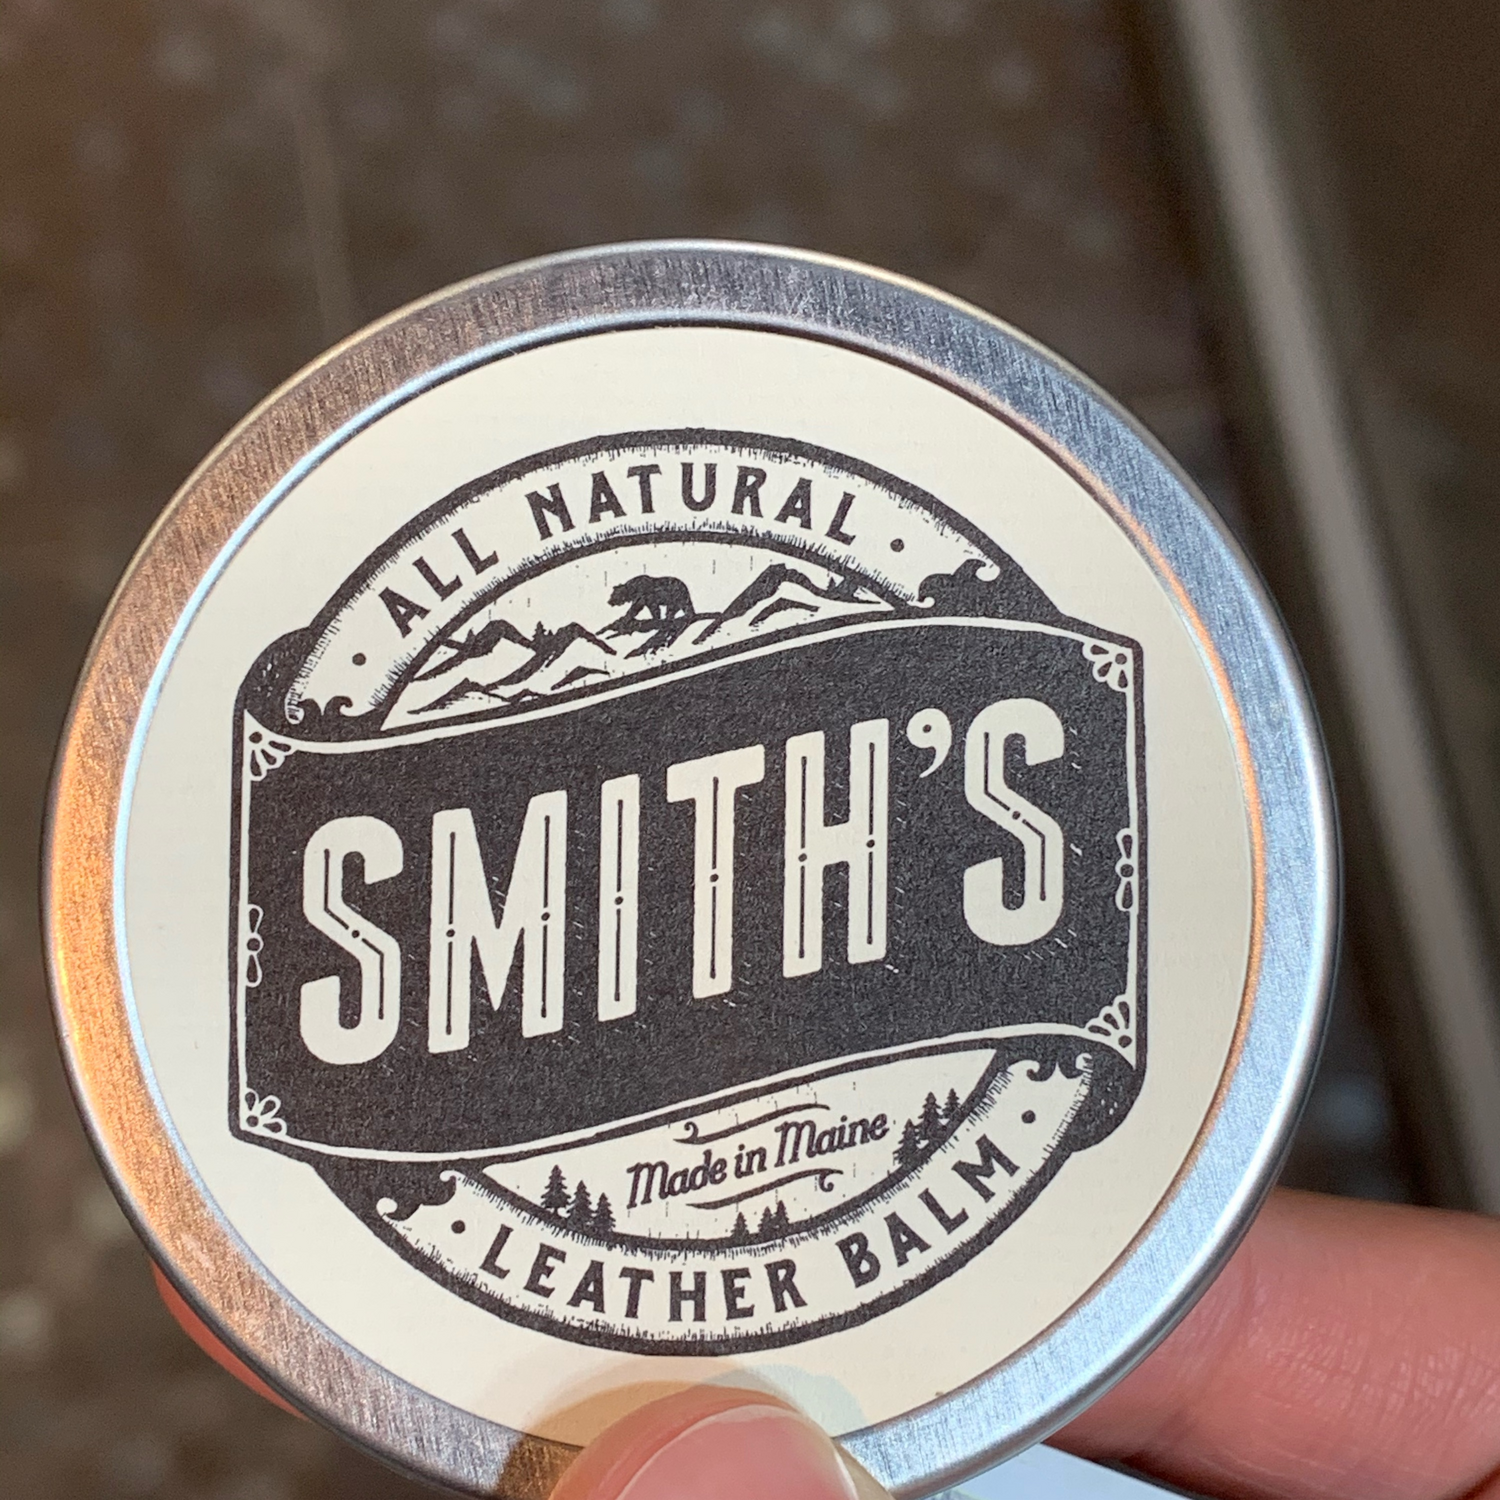 ALL NATURAL
SMITH'S
Made in Maine
LEATHER BALM